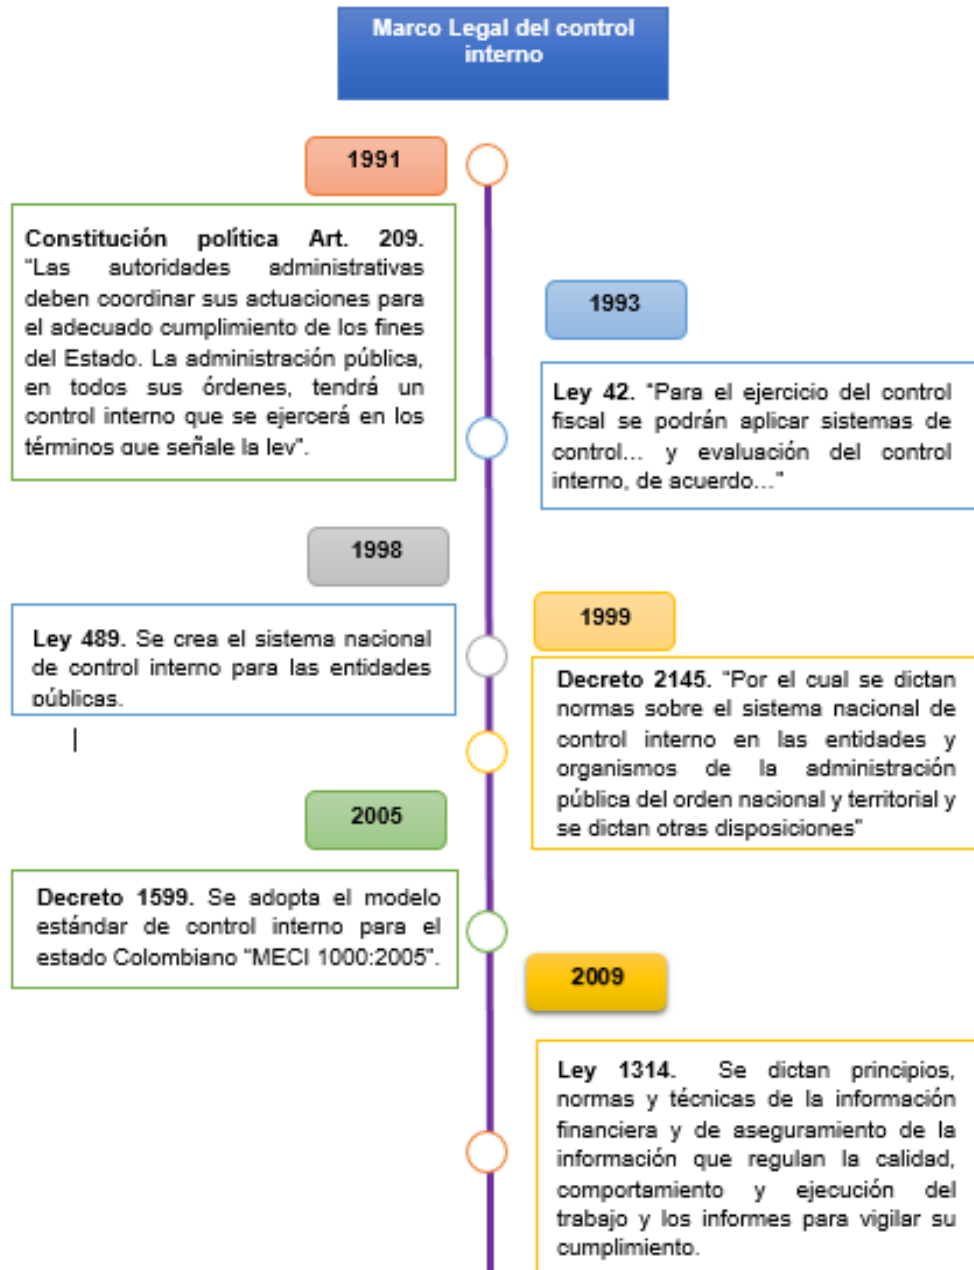 Marco Legal del control
interno
1991
Constitución política Art. 209.
"Las autoridades administrativas
deben coordinar sus actuaciones para
el adecuado cumplimiento de los fines
del Estado. La administración pública,
en todos sus órdenes, tendrá un
control interno que se ejercerá en los
términos que señale la ley".
1993
Ley 42. "Para el ejercicio del control
fiscal se podrán aplicar sistemas de
control... y evaluación del control
interno, de acuerdo..."
1998
Ley 489. Se crea el sistema nacional
de control interno para las entidades
públicas.
1999
Decreto 2145. "Por el cual se dictan
normas sobre el sistema nacional de
control interno en las entidades y
organismos de la administración
pública del orden nacional y territorial y
se dictan otras disposiciones"
2005
Decreto 1599. Se adopta el modelo
estándar de control interno para el
estado Colombiano "MECI 1000:2005".
2009
Ley 1314. Se dictan principios,
normas y técnicas de la información
financiera y de aseguramiento de la
información que regulan la calidad,
comportamiento y ejecución del
trabajo y los informes para vigilar su
cumplimiento.